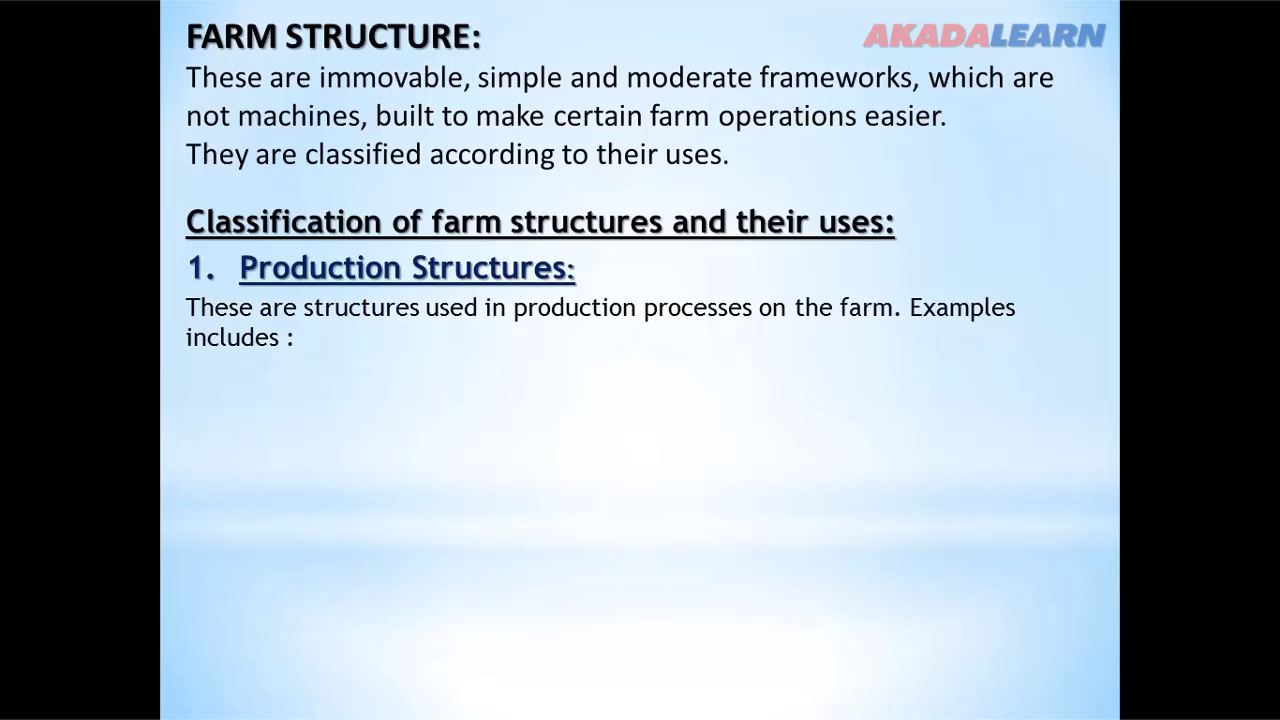 FARM STRUCTURE:
AKADALEARN
These are immovable, simple and moderate frameworks, which are
not machines, built to make certain farm operations easier.
They are classified according to their uses.
Classification of farm structures and their uses:
1. Production Structures:
These are structures used in production processes on the farm. Examples
includes :